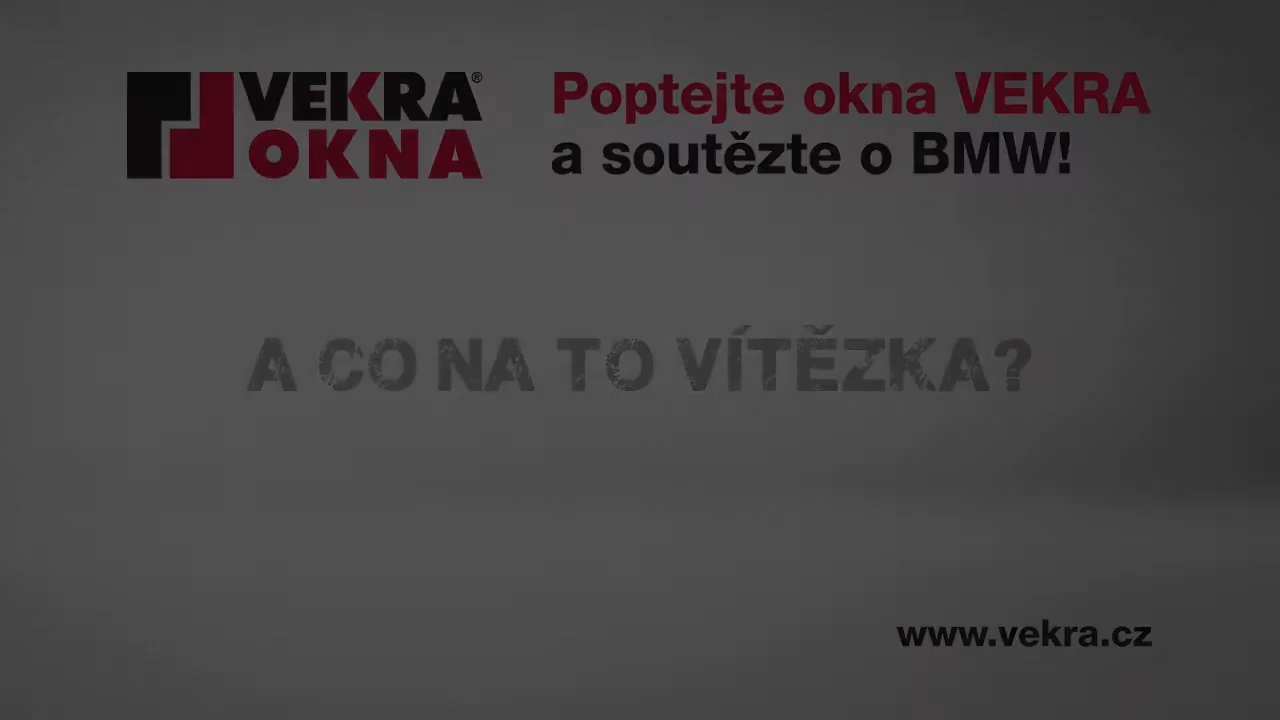 VEKRA®
OKNA
Poptejte okna VEKRA
a soutězte o BMW!
A CO NA TO VÍTĚZKA?
www.vekra.cz